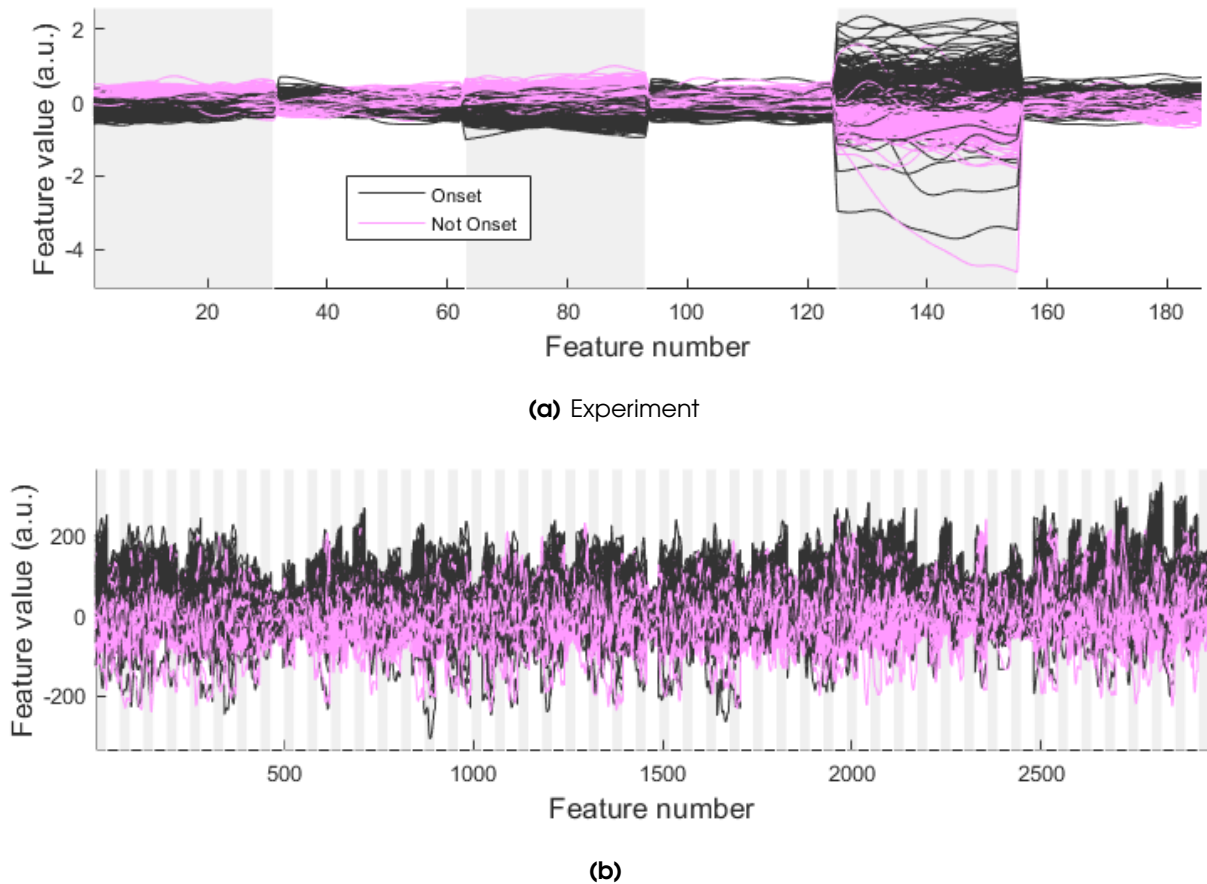 2
0
-2
-4
Feature value (a.u.)
Onset
Not Onset
20 40 60 80 100 120 140 160 180
Feature number
(a) Experiment
200
0
-200
Feature value (a.u.)
500 1000 1500 2000 2500
Feature number
(b)